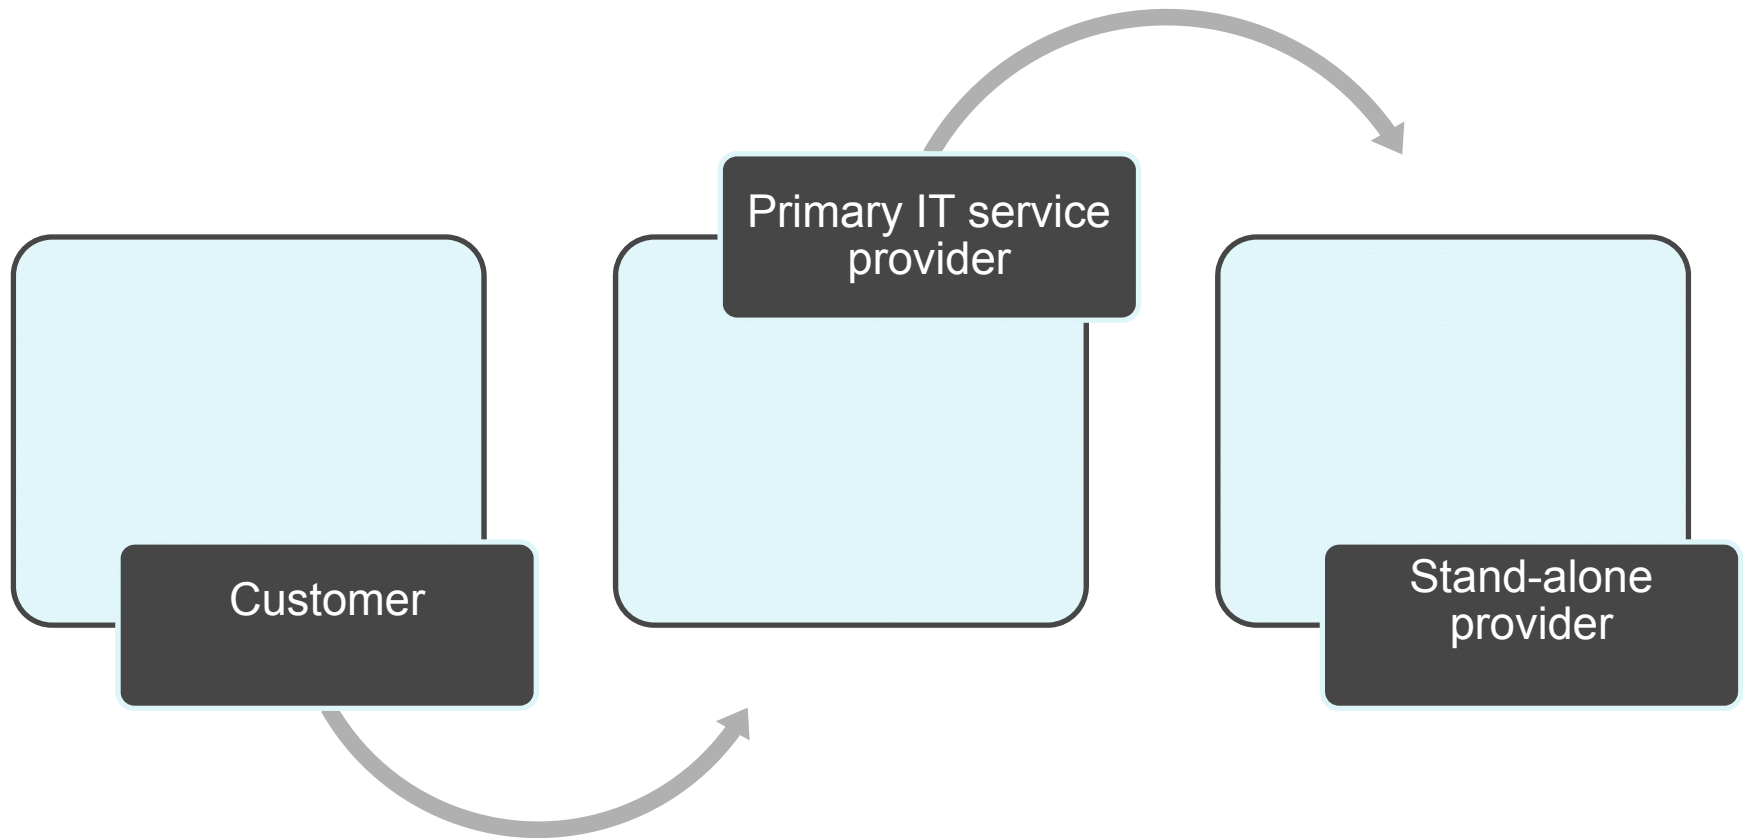 Primary IT service
provider
Customer
Stand-alone
provider